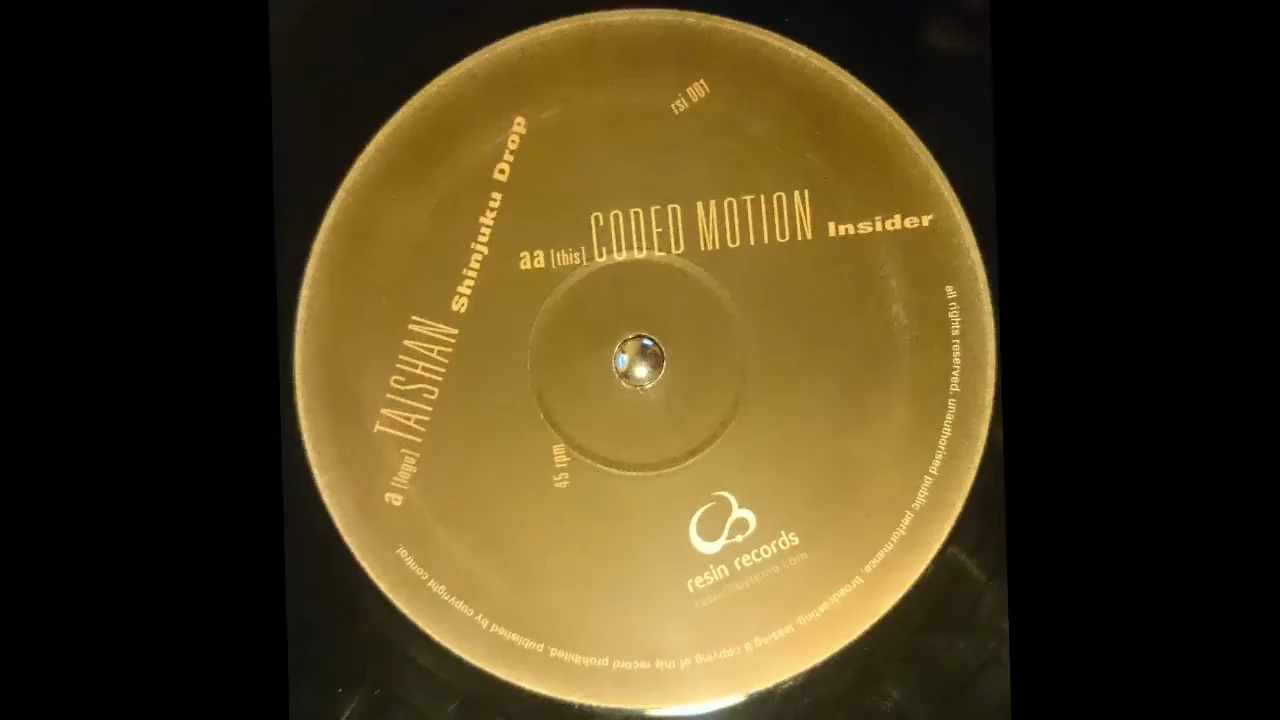 rsi 001
a [logo] TAISHAN Shinjuku Drop
aa [this] CODED MOTION Insider
45 rpm
resin records
all rights reserved. unauthorised public performance, broadcasting, leasing & copying of this record prohibited. published by copyright control.